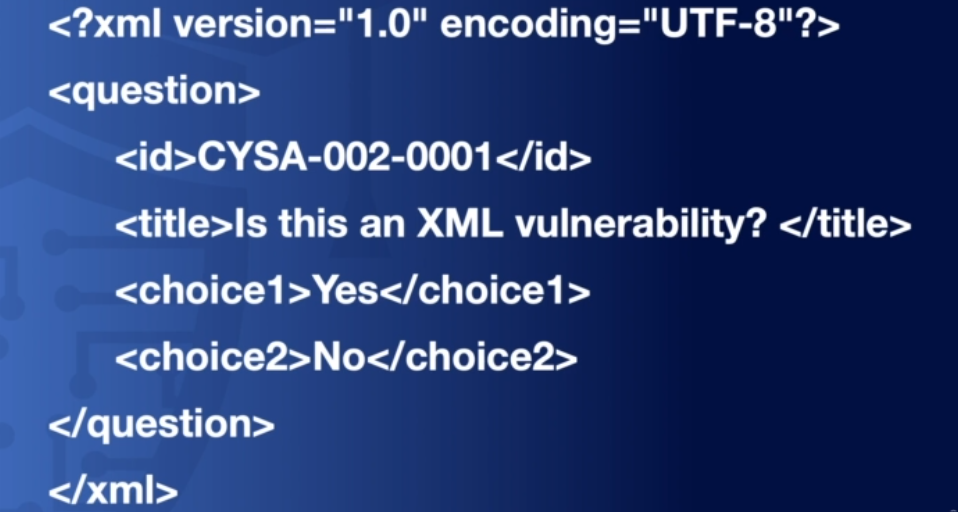 <?xml version="1.0" encoding="UTF-8"?>
<question>
<id>CYSA-002-0001</id>
<title>Is this an XML vulnerability? </title>
<choice1>Yes</choice1>
<choice2>No</choice2>
</question>
</xml>